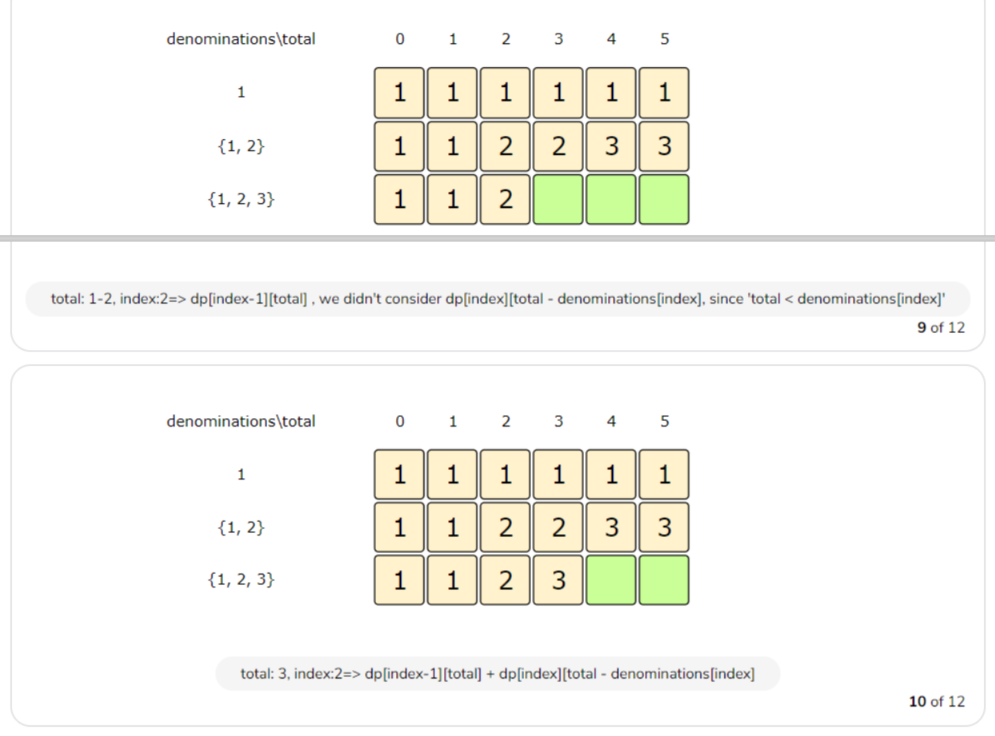 denominations\total 0 1 2 3 4 5
1 1 1 1 1 1 1
{1, 2} 1 1 2 2 3 3
{1, 2, 3} 1 1 2
total: 1-2, index:2=> dp[index-1][total] , we didn't consider dp[index][total - denominations[index], since 'total < denominations[index]'
9 of 12
denominations\total 0 1 2 3 4 5
1 1 1 1 1 1 1
{1, 2} 1 1 2 2 3 3
{1, 2, 3} 1 1 2 3
total: 3, index:2=> dp[index-1][total] + dp[index][total - denominations[index]
10 of 12